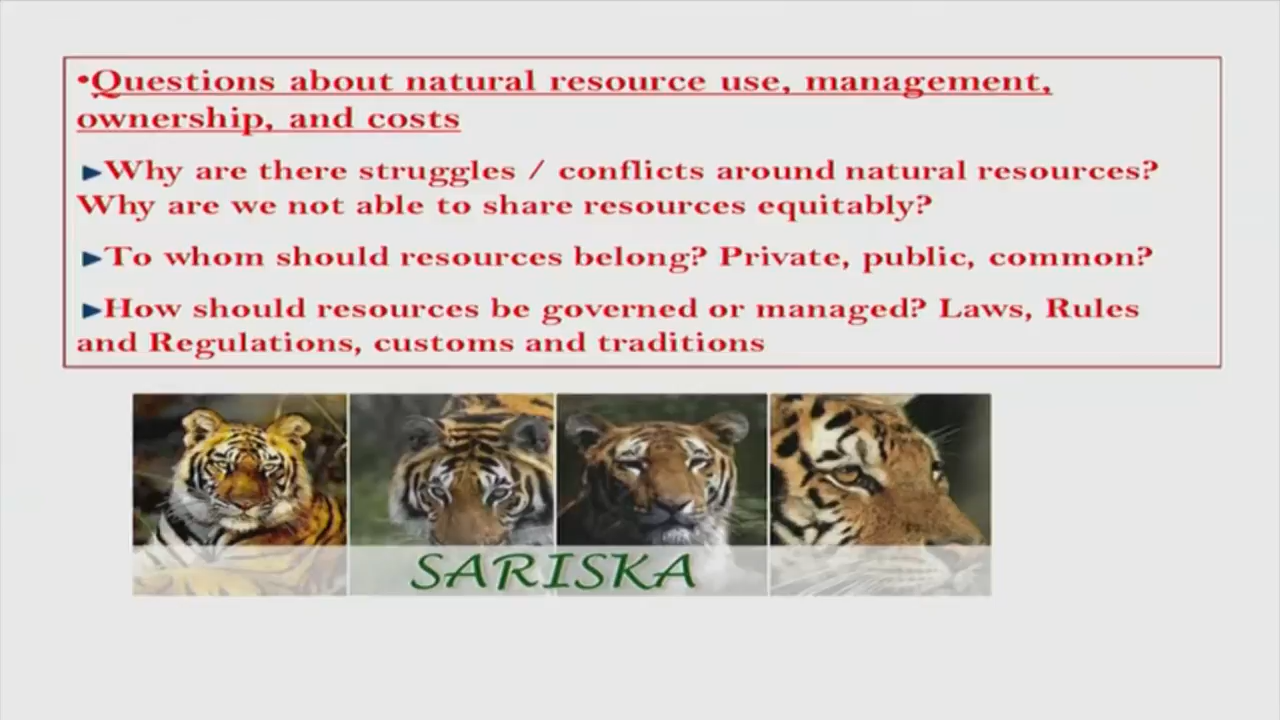 •Questions about natural resource use, management,
ownership, and costs
►Why are there struggles / conflicts around natural resources?
Why are we not able to share resources equitably?
►To whom should resources belong? Private, public, common?
►How should resources be governed or managed? Laws, Rules
and Regulations, customs and traditions
SARISKA